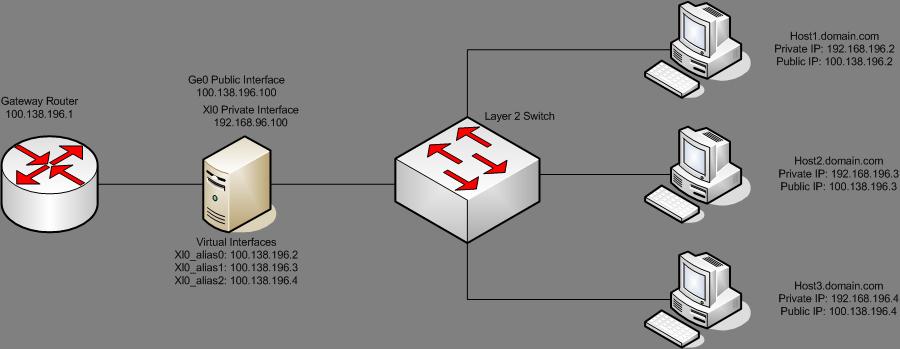 Gateway Router
100.138.196.1
Ge0 Public Interface
100.138.196.100
Xl0 Private Interface
192.168.96.100
Virtual Interfaces
Xl0_alias0: 100.138.196.2
Xl0_alias1: 100.138.196.3
Xl0_alias2: 100.138.196.4
Layer 2 Switch
Host1.domain.com
Private IP: 192.168.196.2
Public IP: 100.138.196.2
Host2.domain.com
Private IP: 192.168.196.3
Public IP: 100.138.196.3
Host3.domain.com
Private IP: 192.168.196.4
Public IP: 100.138.196.4